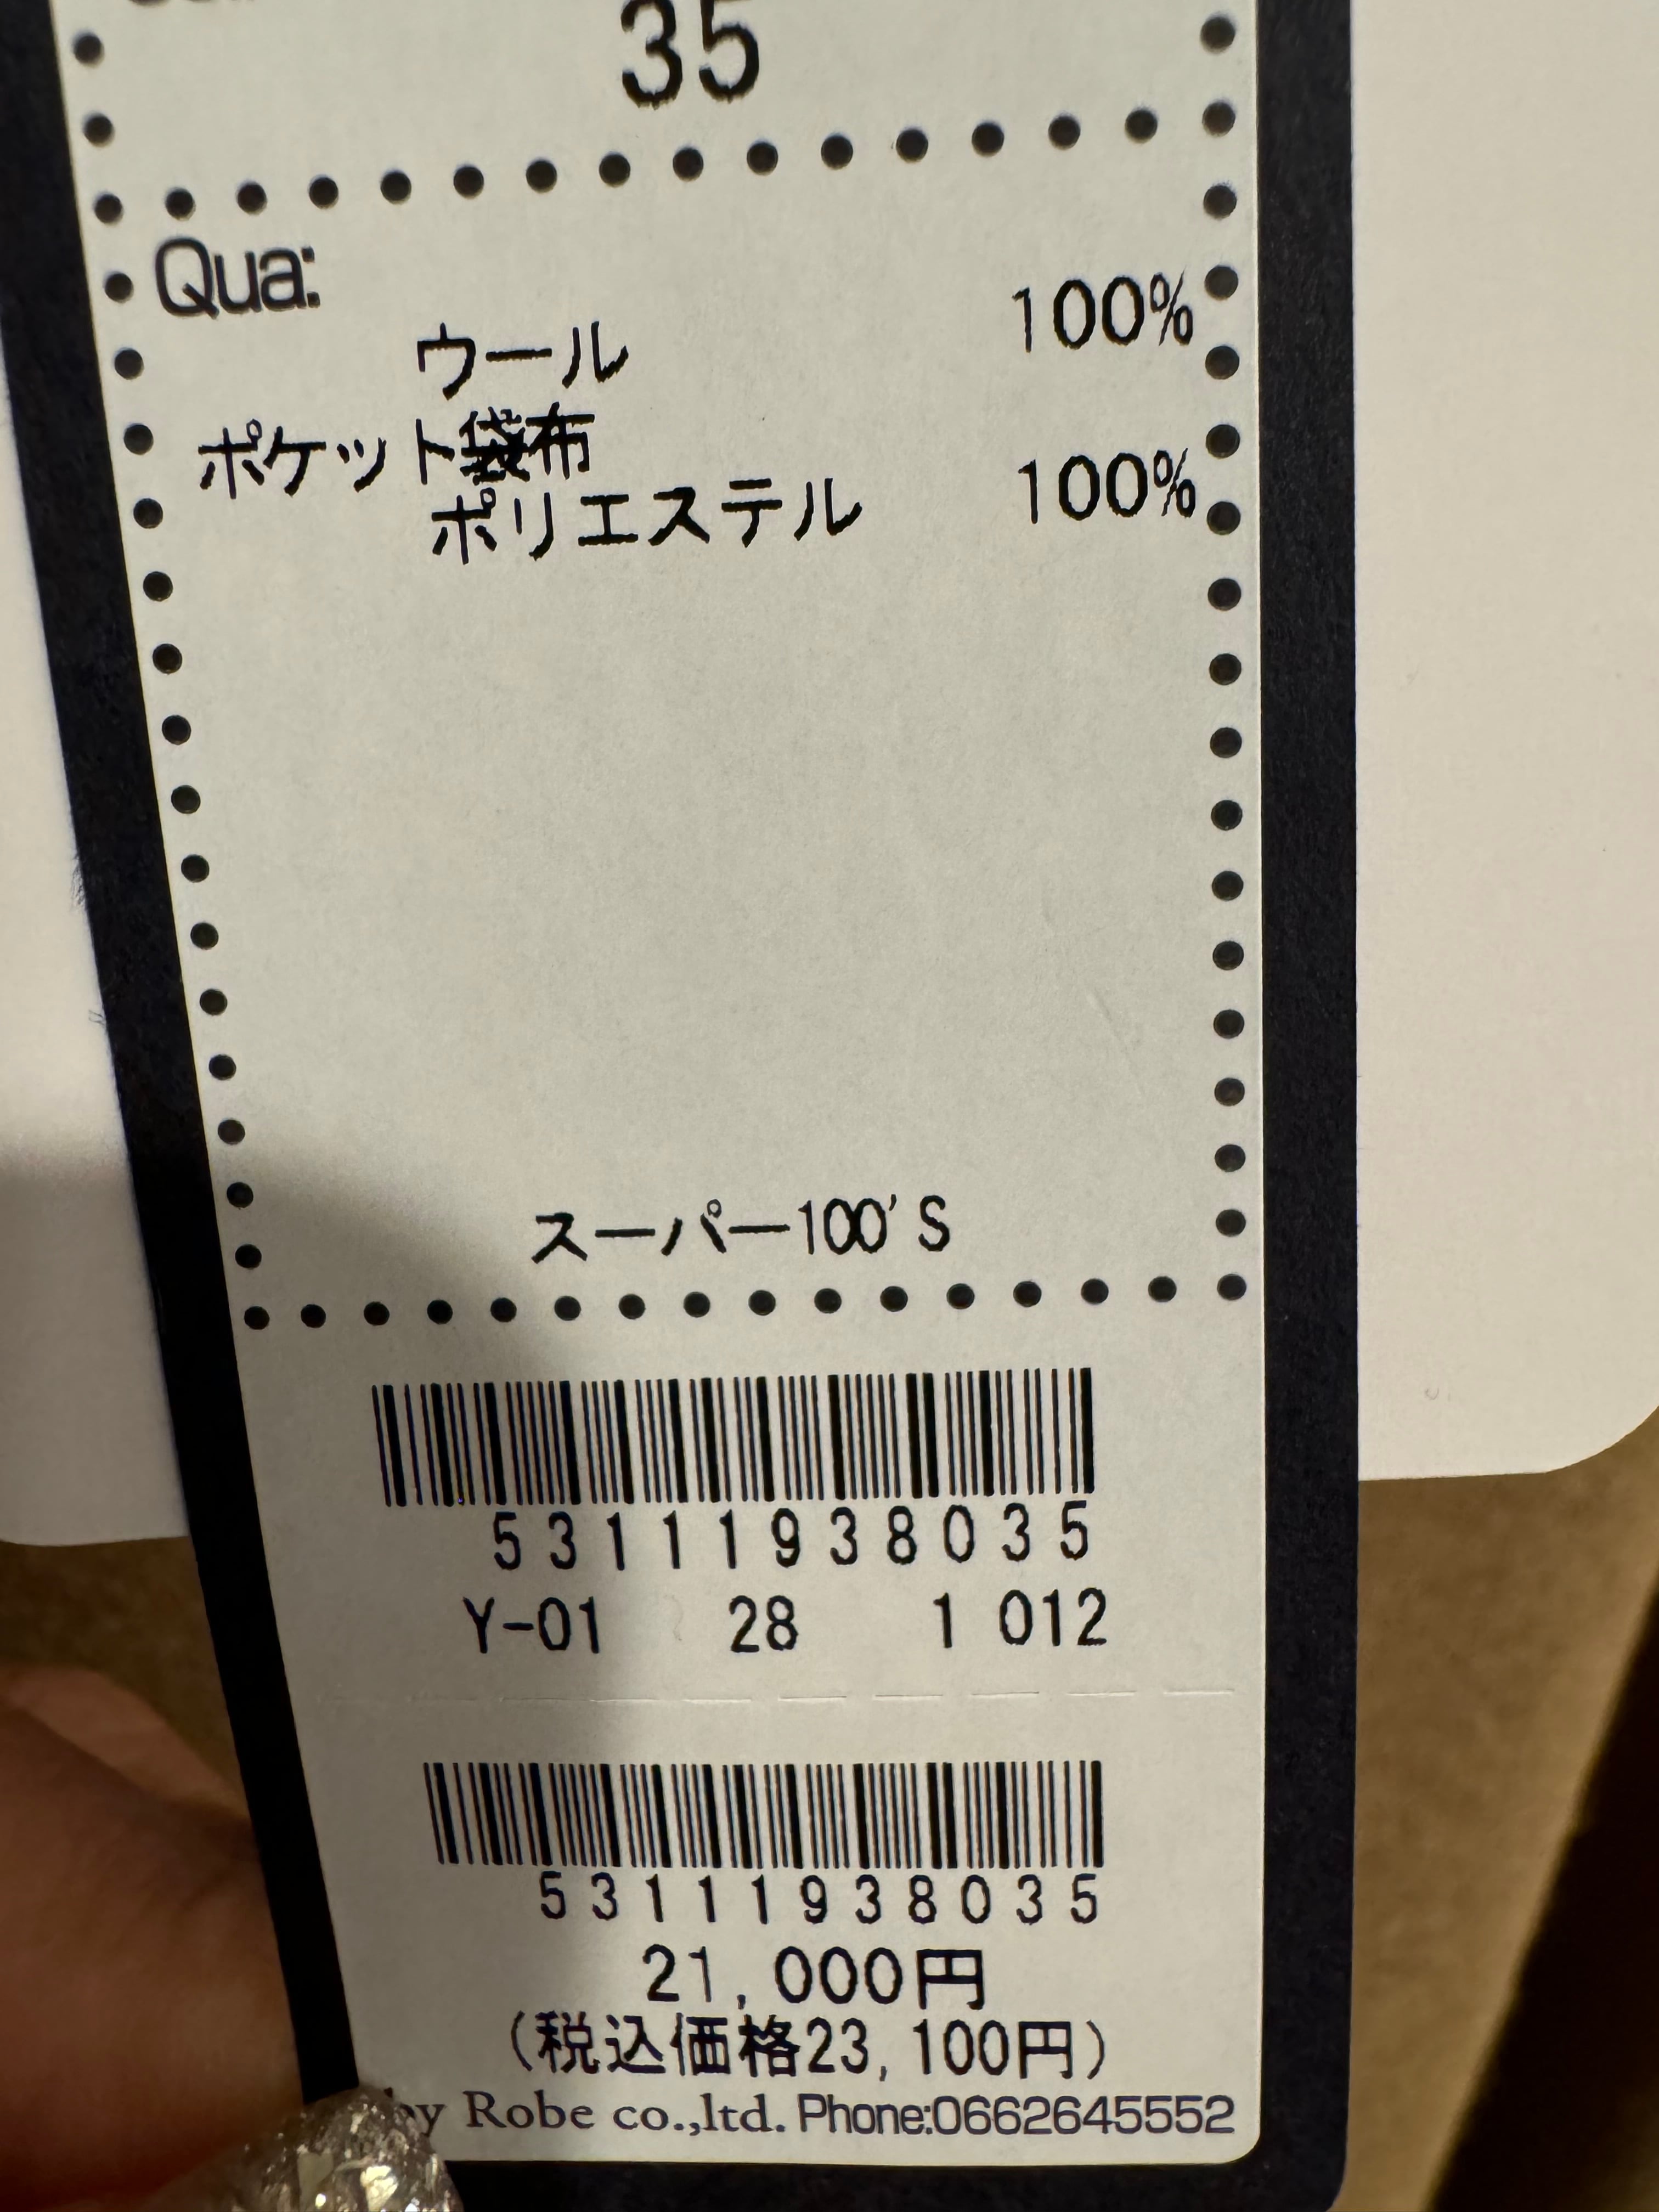 35
Qua:
ウール 100%
ポケット袋布
ポリエステル 100%
スーパー100'S
53111938035
Y-01 28 1 012
53111938035
21,000円
(税込価格23,100円)
by Robe co.,ltd. Phone:0662645552